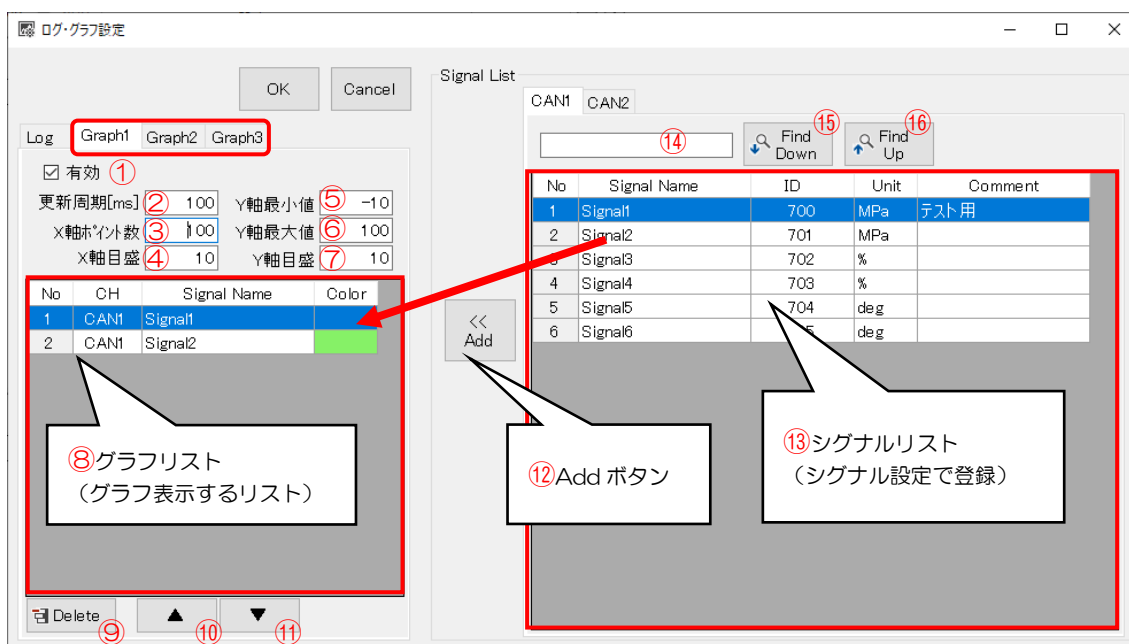 ログ・グラフ設定
OK Cancel
Signal List
CAN1 CAN2
Log Graph1 Graph2 Graph3
⑭ Find Down ⑮ Find Up ⑯
有効 ①
更新周期[ms] ② 100 Y軸最小値 ⑤ -10
X軸ポイント数 ③ 100 Y軸最大値 ⑥ 100
X軸目盛 ④ 10 Y軸目盛 ⑦ 10
No CH Signal Name Color
1 CAN1 Signal1
2 CAN1 Signal2
⑧グラフリスト
(グラフ表示するリスト)
Delete ⑨ ▲ ⑩ ▼ ⑪
<<
Add
⑫Add ボタン
No Signal Name ID Unit Comment
1 Signal1 700 MPa テスト用
2 Signal2 701 MPa
3 Signal3 702 %
4 Signal4 703 %
5 Signal5 704 deg
6 Signal6 5 deg
⑬シグナルリスト
(シグナル設定で登録)